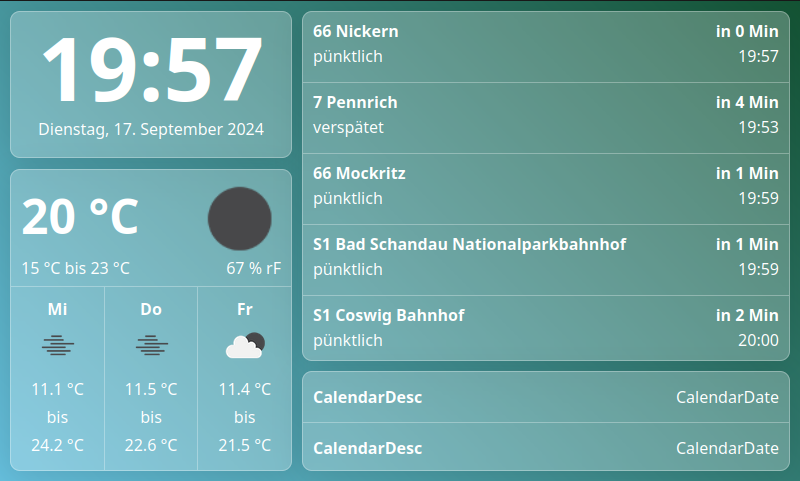 19:57
Dienstag, 17. September 2024
20 °C
15 °C bis 23 °C 67 % rF
Mi Do Fr
11.1 °C 11.5 °C 11.4 °C
bis bis bis
24.2 °C 22.6 °C 21.5 °C
66 Nickern in 0 Min
pünktlich 19:57
7 Pennrich in 4 Min
verspätet 19:53
66 Mockritz in 1 Min
pünktlich 19:59
S1 Bad Schandau Nationalparkbahnhof in 1 Min
pünktlich 19:59
S1 Coswig Bahnhof in 2 Min
pünktlich 20:00
CalendarDesc CalendarDate
CalendarDesc CalendarDate